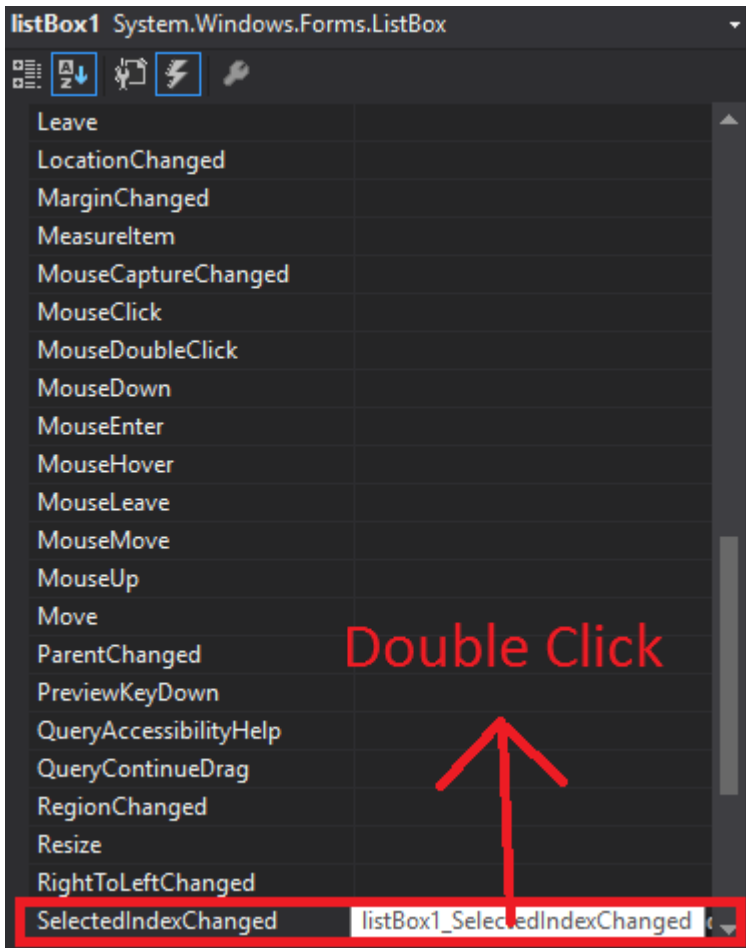 listBox1 System.Windows.Forms.ListBox
Leave
LocationChanged
MarginChanged
MeasureItem
MouseCaptureChanged
MouseClick
MouseDoubleClick
MouseDown
MouseEnter
MouseHover
MouseLeave
MouseMove
MouseUp
Move
ParentChanged
Double Click
PreviewKeyDown
QueryAccessibilityHelp
QueryContinueDrag
RegionChanged
Resize
RightToLeftChanged
SelectedIndexChanged listBox1_SelectedIndexChanged